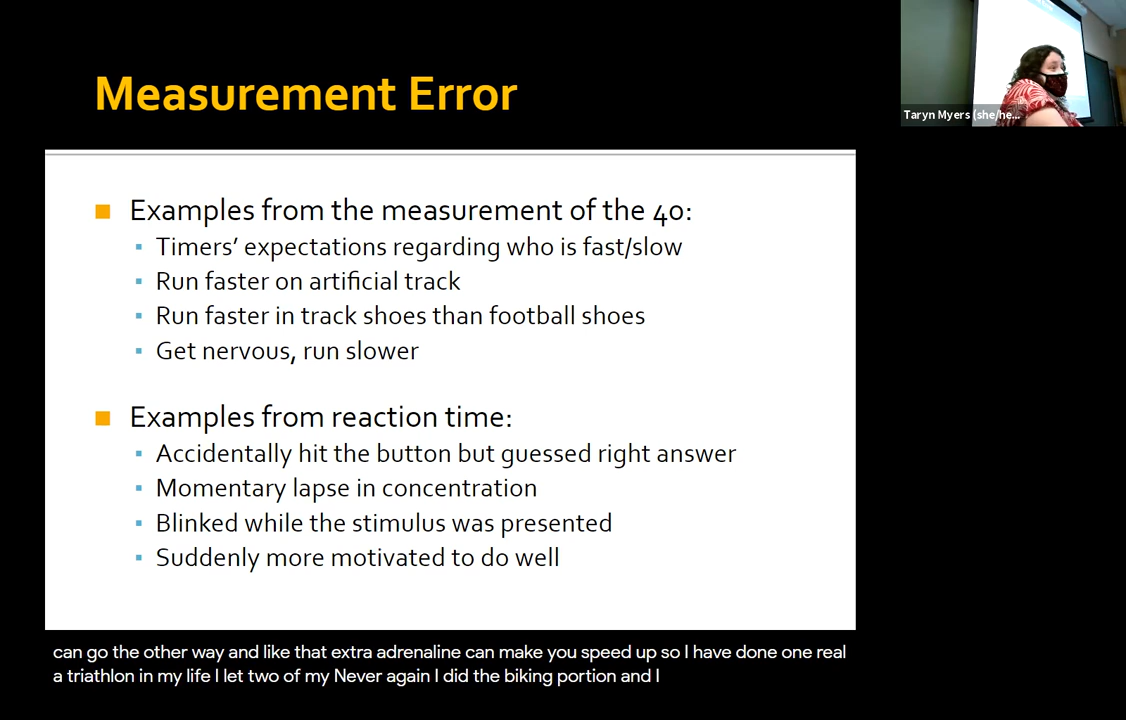 Measurement Error
Taryn Myers (she/he...
Examples from the measurement of the 40:
Timers' expectations regarding who is fast/slow
Run faster on artificial track
Run faster in track shoes than football shoes
Get nervous, run slower
Examples from reaction time:
Accidentally hit the button but guessed right answer
Momentary lapse in concentration
Blinked while the stimulus was presented
Suddenly more motivated to do well
can go the other way and like that extra adrenaline can make you speed up so I have done one real
a triathlon in my life I let two of my Never again I did the biking portion and I